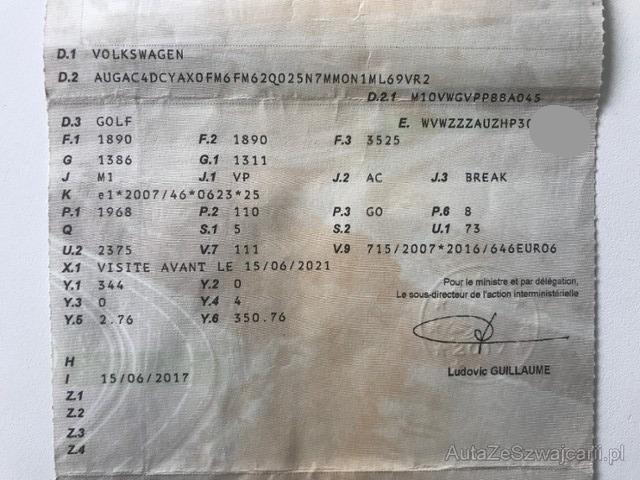 D.1 VOLKSWAGEN
D.2 AUGAC4DCYAX0FM6FM62Q025N7MMON1ML69VR2
D.2.1 M10VWGVPP88A045
D.3 GOLF E. WVWZZZAUZHP30
F.1 1890 F.2 1890 F.3 3525
G 1386 G.1 1311
J M1 J.1 VP J.2 AC J.3 BREAK
K e1*2007/46*0623*25
P.1 1968 P.2 110 P.3 GO P.6 8
Q S.1 5 S.2 U.1 73
U.2 2375 V.7 111 V.9 715/2007*2016/646EURO6
X.1 VISITE AVANT LE 15/06/2021
Y.1 344 Y.2 0
Y.3 0 Y.4 4
Y.5 2.76 Y.6 350.76
Pour le ministre et par délégation,
Le sous-directeur de l'action interministérielle
Ludovic GUILLAUME
H
I 15/06/2017
Z.1
Z.2
Z.3
Z.4
AutaZeSzwajcarii.pl